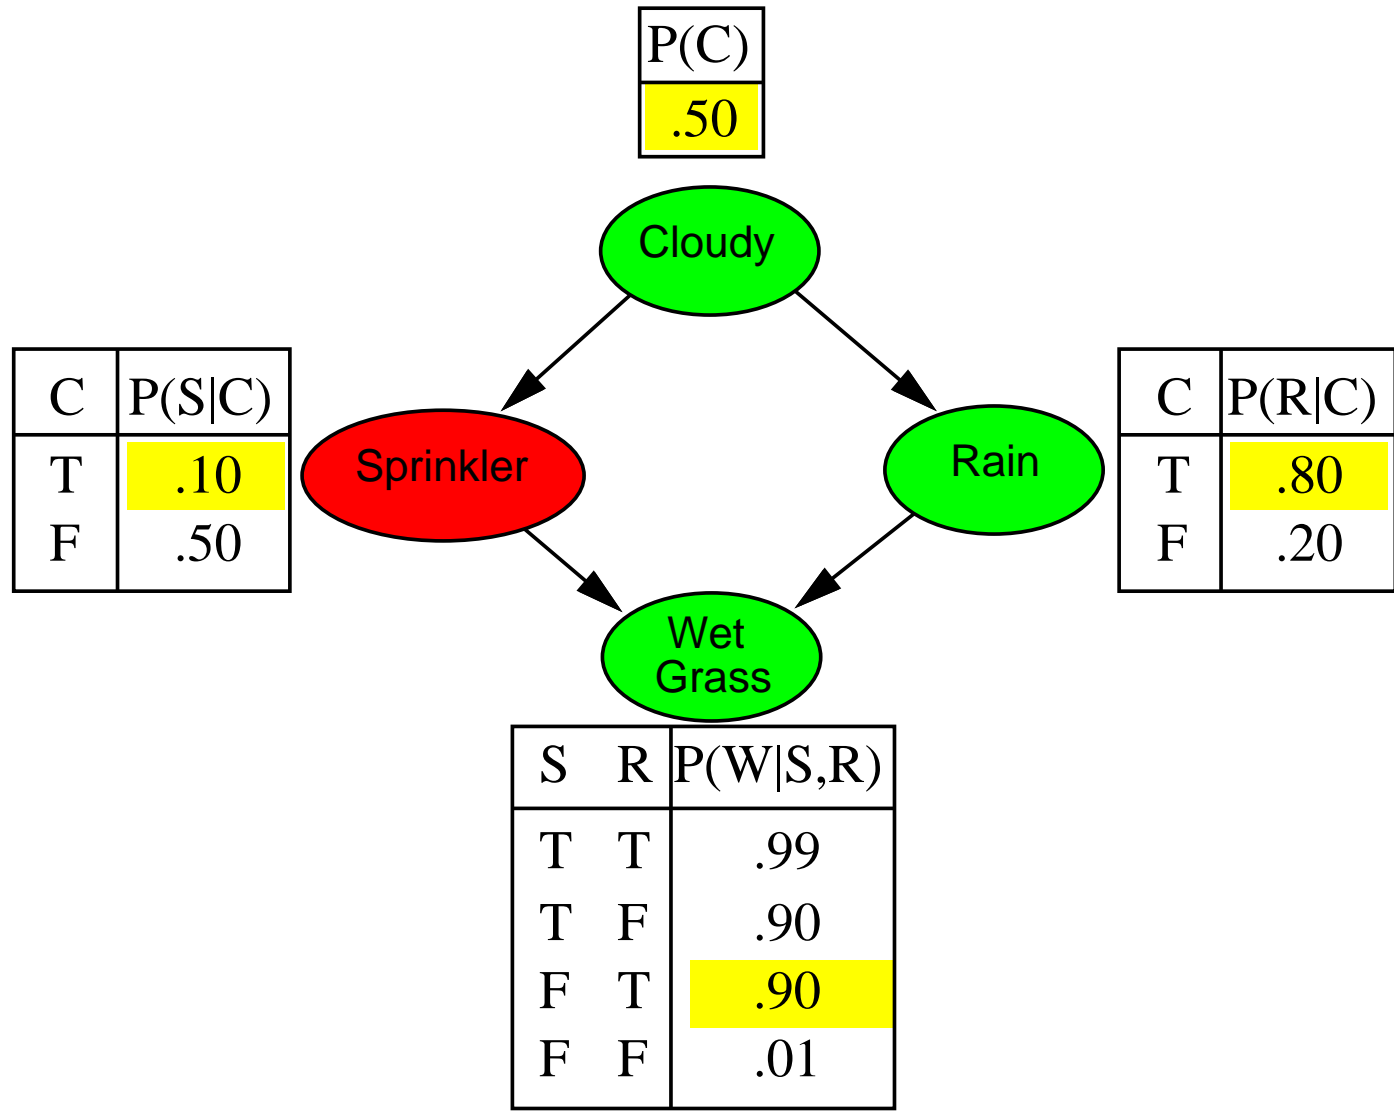 P(C)
.50
Cloudy
C P(S|C)
T .10
F .50
Sprinkler
Rain
C P(R|C)
T .80
F .20
Wet
Grass
S R P(W|S,R)
T T .99
T F .90
F T .90
F F .01